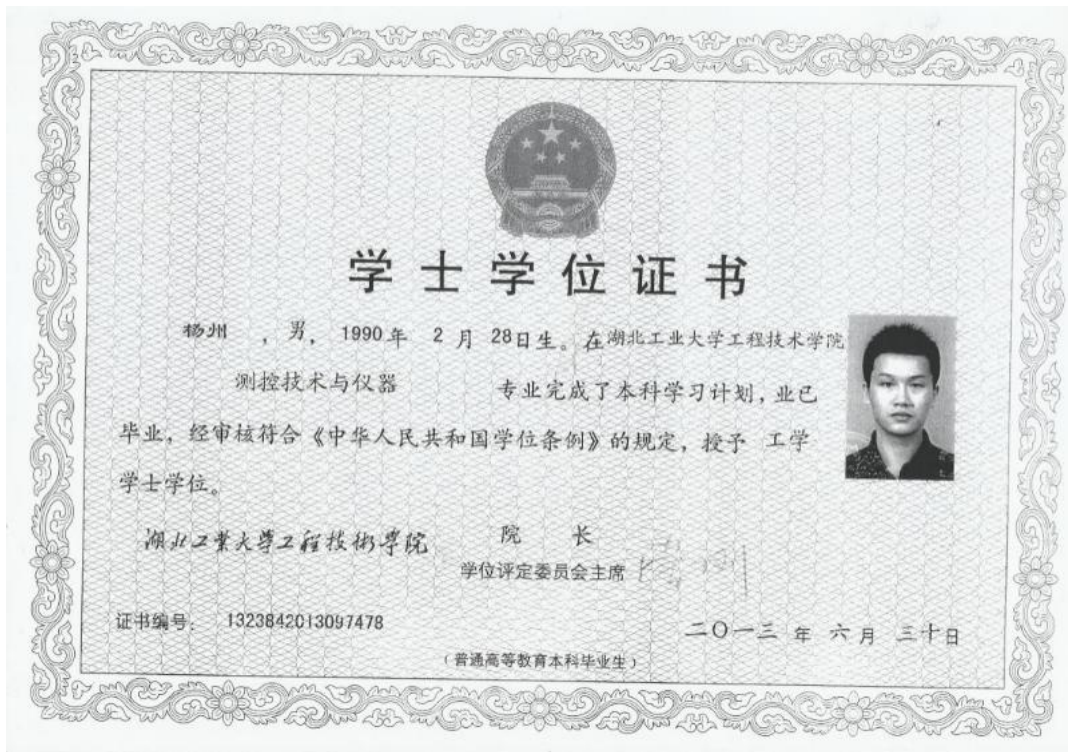 学士学位证书
杨州 ，男，1990年 2 月 28日生。在湖北工业大学工程技术学院
测控技术与仪器 专业完成了本科学习计划，业已
毕业，经审核符合《中华人民共和国学位条例》的规定，授予 工学
学士学位。
湖北工业大学工程技术学院 院 长
学位评定委员会主席
证书编号： 1323842013097478
二〇一三 年 六 月 三十日
（普通高等教育本科毕业生）